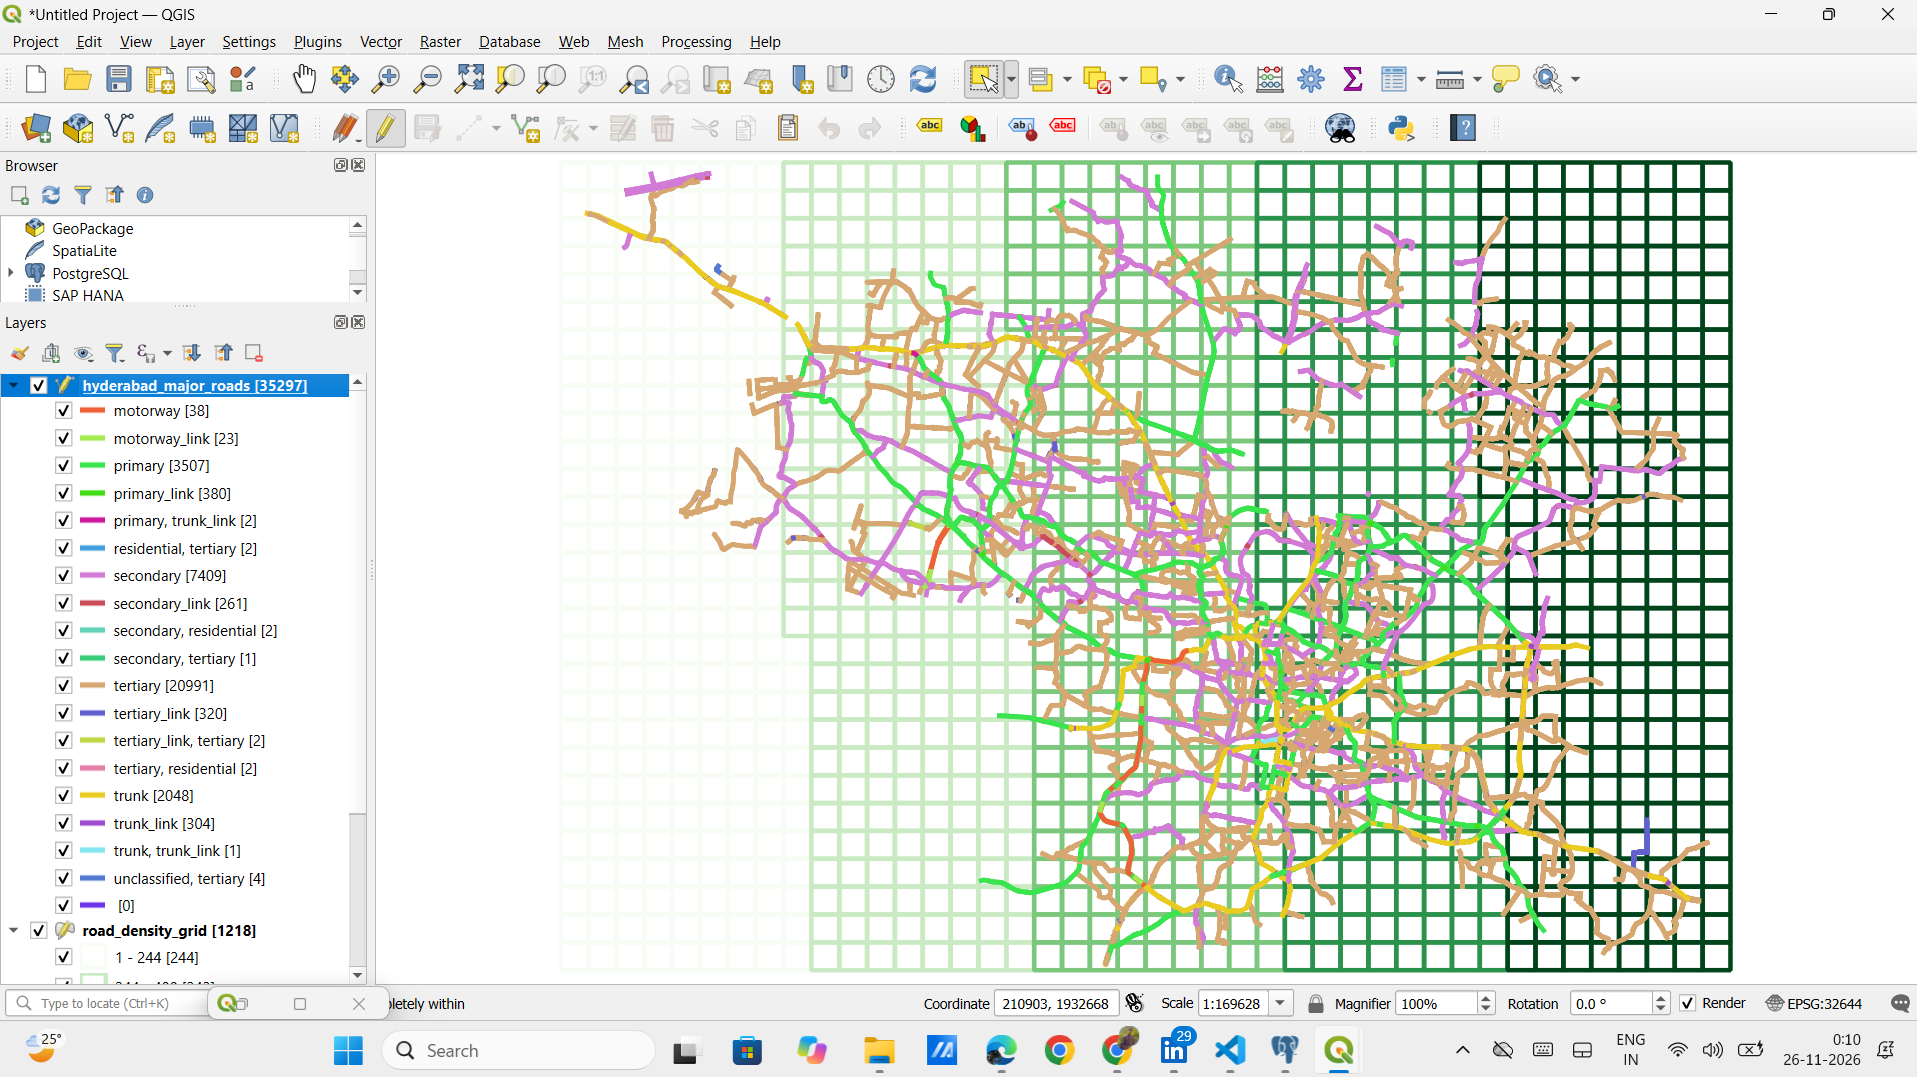 *Untitled Project — QGIS
Project Edit View Layer Settings Plugins Vector Raster Database Web Mesh Processing Help
Browser
GeoPackage
SpatiaLite
PostgreSQL
SAP HANA
Layers
hyderabad_major_roads [35297]
motorway [38]
motorway_link [23]
primary [3507]
primary_link [380]
primary, trunk_link [2]
residential, tertiary [2]
secondary [7409]
secondary_link [261]
secondary, residential [2]
secondary, tertiary [1]
tertiary [20991]
tertiary_link [320]
tertiary_link, tertiary [2]
tertiary, residential [2]
trunk [2048]
trunk_link [304]
trunk, trunk_link [1]
unclassified, tertiary [4]
[0]
road_density_grid [1218]
1 - 244 [244]
Type to locate (Ctrl+K)
pletely within
Coordinate 210903, 1932668
Scale 1:169628
Magnifier 100%
Rotation 0.0 °
Render
EPSG:32644
25°
Search
29
ENG
IN
0:10
26-11-2026